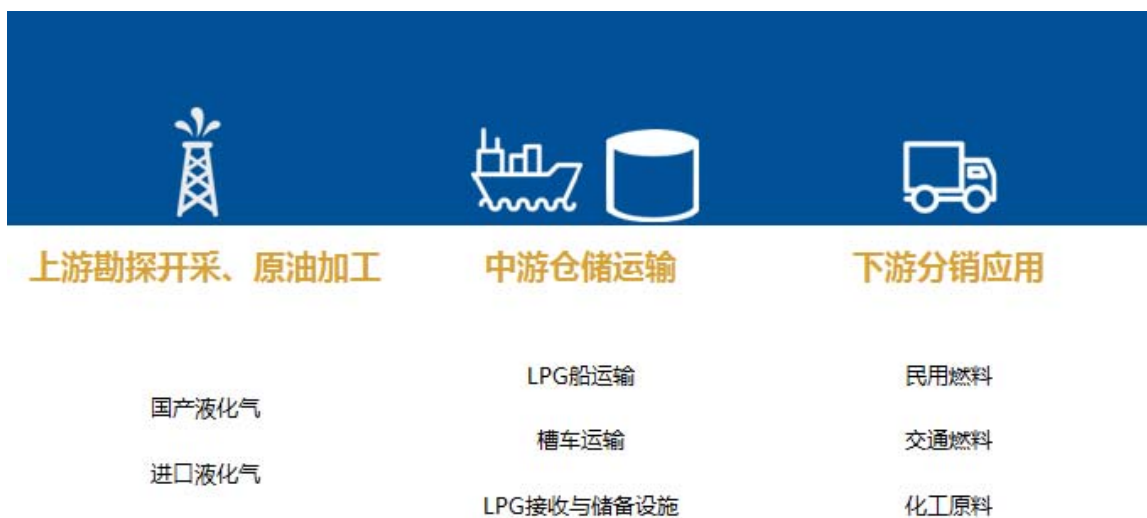 上游勘探开采、原油加工
中游仓储运输
下游分销应用
国产液化气
进口液化气
LPG船运输
槽车运输
LPG接收与储备设施
民用燃料
交通燃料
化工原料